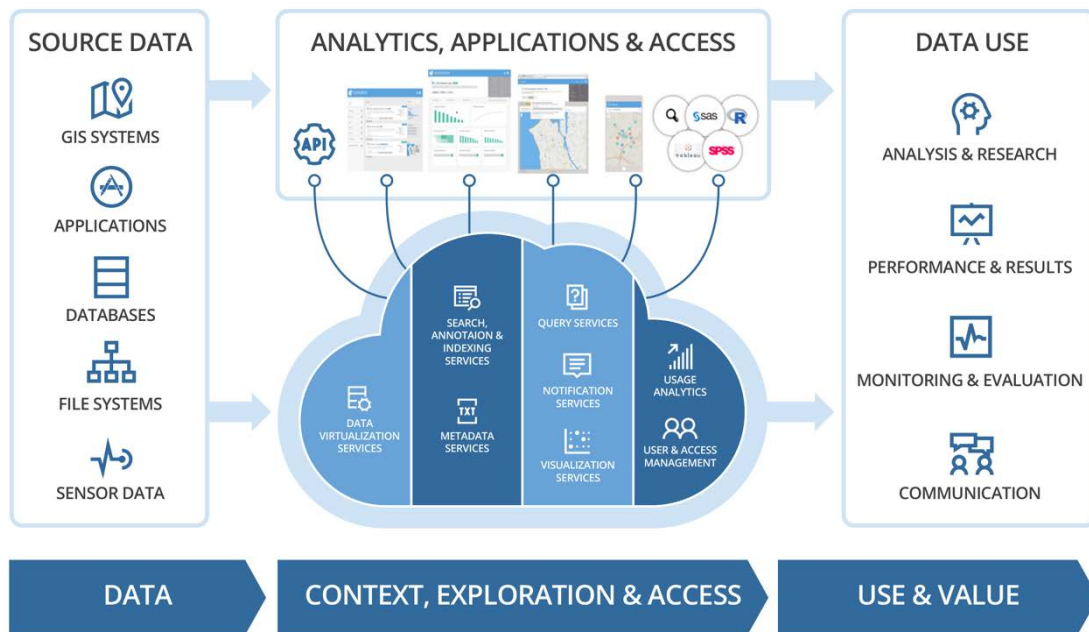 SOURCE DATA
GIS SYSTEMS
APPLICATIONS
DATABASES
FILE SYSTEMS
SENSOR DATA
ANALYTICS, APPLICATIONS & ACCESS
API
sas
R
tableau
SPSS
SEARCH,
ANNOTAION &
INDEXING
SERVICES
QUERY SERVICES
DATA
VIRTUALIZATION
SERVICES
TXT
METADATA
SERVICES
NOTIFICATION
SERVICES
VISUALIZATION
SERVICES
USAGE
ANALYTICS
USER & ACCESS
MANAGEMENT
DATA USE
ANALYSIS & RESEARCH
PERFORMANCE & RESULTS
MONITORING & EVALUATION
COMMUNICATION
DATA
CONTEXT, EXPLORATION & ACCESS
USE & VALUE